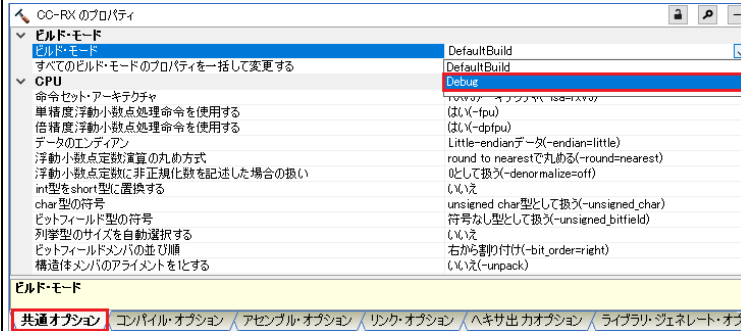 CC-RX のプロパティ
ビルド・モード
ビルド・モード DefaultBuild
すべてのビルド・モードのプロパティを一括して変更する DefaultBuild
CPU Debug
命令セット・アーキテクチャ
単精度浮動小数点処理命令を使用する はい(-fpu)
倍精度浮動小数点処理命令を使用する はい(-dpfpu)
データのエンディアン Little-endianデータ(-endian=little)
浮動小数点定数演算の丸め方式 round to nearestで丸める(-round=nearest)
浮動小数点定数に非正規化数を記述した場合の扱い 0として扱う(-denormalize=off)
int型をshort型に置換する いいえ
char型の符号 unsigned char型として扱う(-unsigned_char)
ビットフィールド型の符号 符号なし型として扱う(-unsigned_bitfield)
列挙型のサイズを自動選択する いいえ
ビットフィールドメンバの並び順 右から割り付け(-bit_order=right)
構造体メンバのアライメントを1とする いいえ(-unpack)
ビルド・モード
共通オプション コンパイル・オプション アセンブル・オプション リンク・オプション ヘキサ出力オプション ライブラリ・ジェネレート・オプ